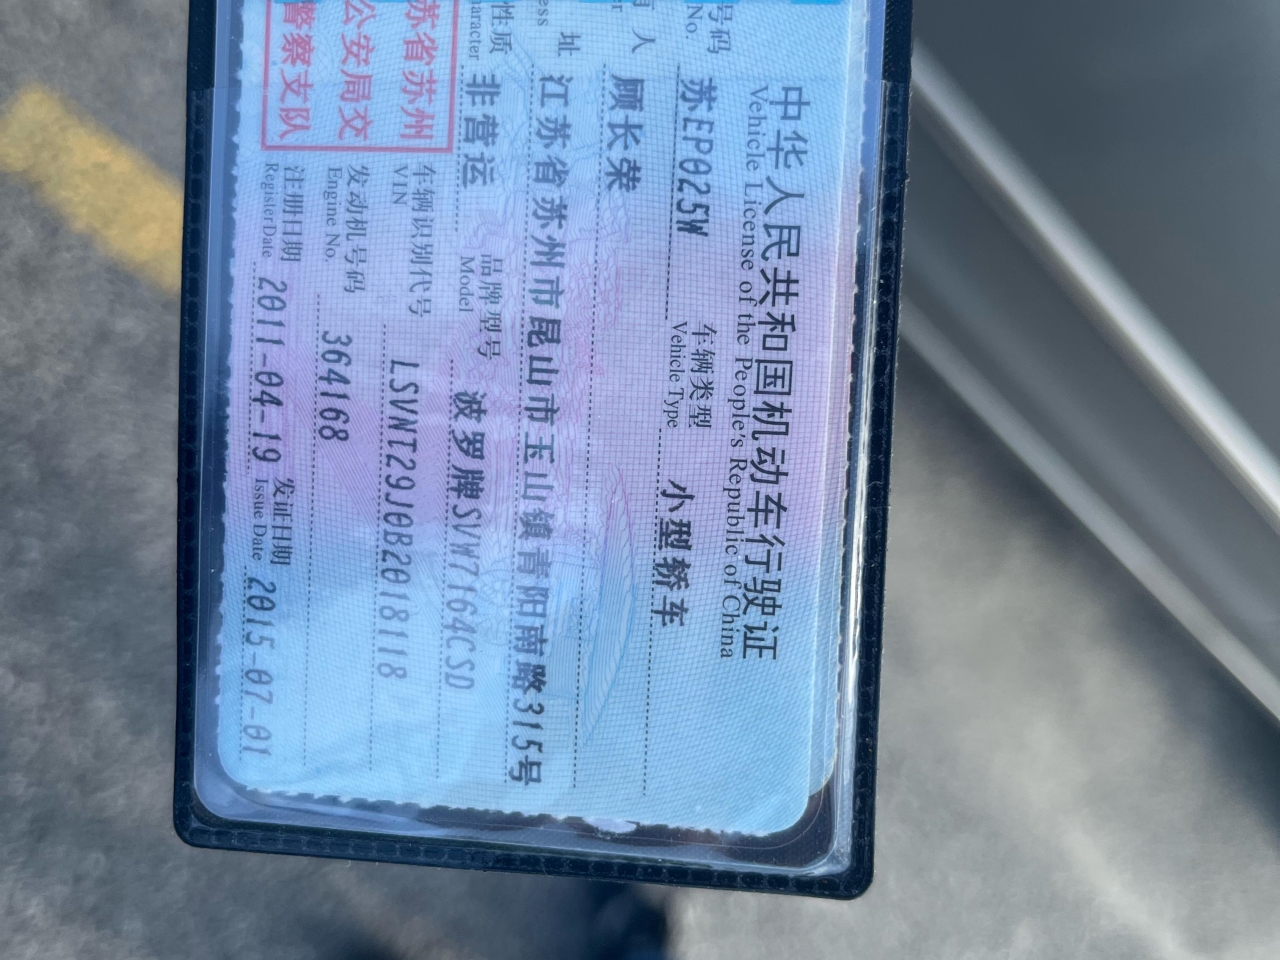 中华人民共和国机动车行驶证
Vehicle License of the People's Republic of China
号码 苏EP025W 车辆类型 小型轿车
No. Vehicle Type
人 顾长荣
址 江苏省苏州市昆山市玉山镇青阳南路315号
ess
性质 非营运 品牌型号 波罗牌SVW7164CSD
aracter Model
苏省苏州
公安局交
警察支队
车辆识别代号 LSVNT29J0B2018118
VIN
发动机号码 364168
Engine No.
注册日期 2011-04-19 发证日期 2015-07-01
Register Date Issue Date